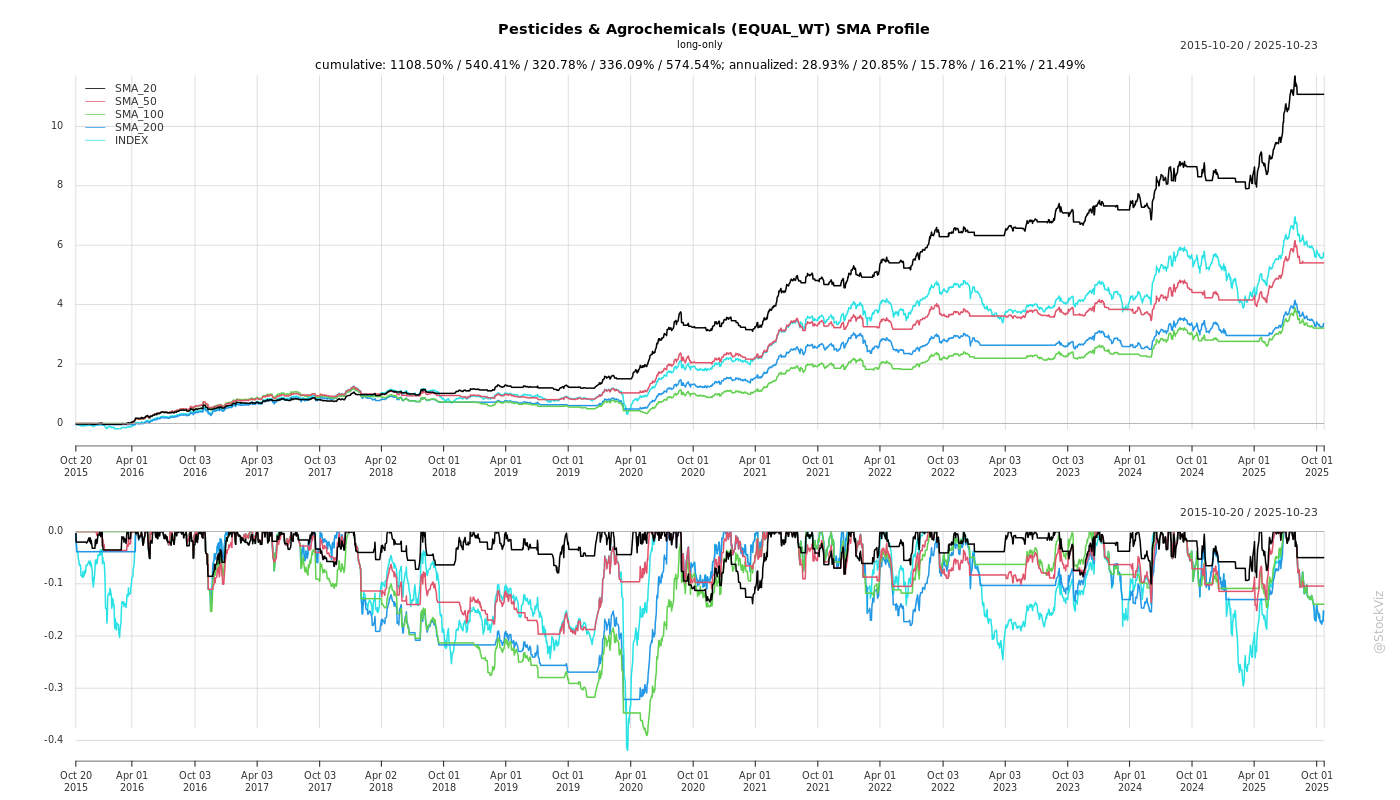 Pesticides & Agrochemicals (EQUAL_WT) SMA Profile
long-only
2015-10-20 / 2025-10-23
cumulative: 1108.50% / 540.41% / 320.78% / 336.09% / 574.54%; annualized: 28.93% / 20.85% / 15.78% / 16.21% / 21.49%
SMA_20
SMA_50
SMA_100
SMA_200
INDEX
10
8
6
4
2
0
Oct 20 Apr 01 Oct 03 Apr 03 Oct 03 Apr 02 Oct 01 Apr 01 Oct 01 Apr 01 Oct 01 Apr 01 Oct 01 Apr 01 Oct 03 Apr 03 Oct 03 Apr 01 Oct 01 Apr 01 Oct 01
2015 2016 2016 2017 2017 2018 2018 2019 2019 2020 2020 2021 2021 2022 2022 2023 2023 2024 2024 2025 2025
2015-10-20 / 2025-10-23
0.0
-0.1
-0.2
-0.3
-0.4
Oct 20 Apr 01 Oct 03 Apr 03 Oct 03 Apr 02 Oct 01 Apr 01 Oct 01 Apr 01 Oct 01 Apr 01 Oct 01 Apr 01 Oct 03 Apr 03 Oct 03 Apr 01 Oct 01 Apr 01 Oct 01
2015 2016 2016 2017 2017 2018 2018 2019 2019 2020 2020 2021 2021 2022 2022 2023 2023 2024 2024 2025 2025
@StockViz